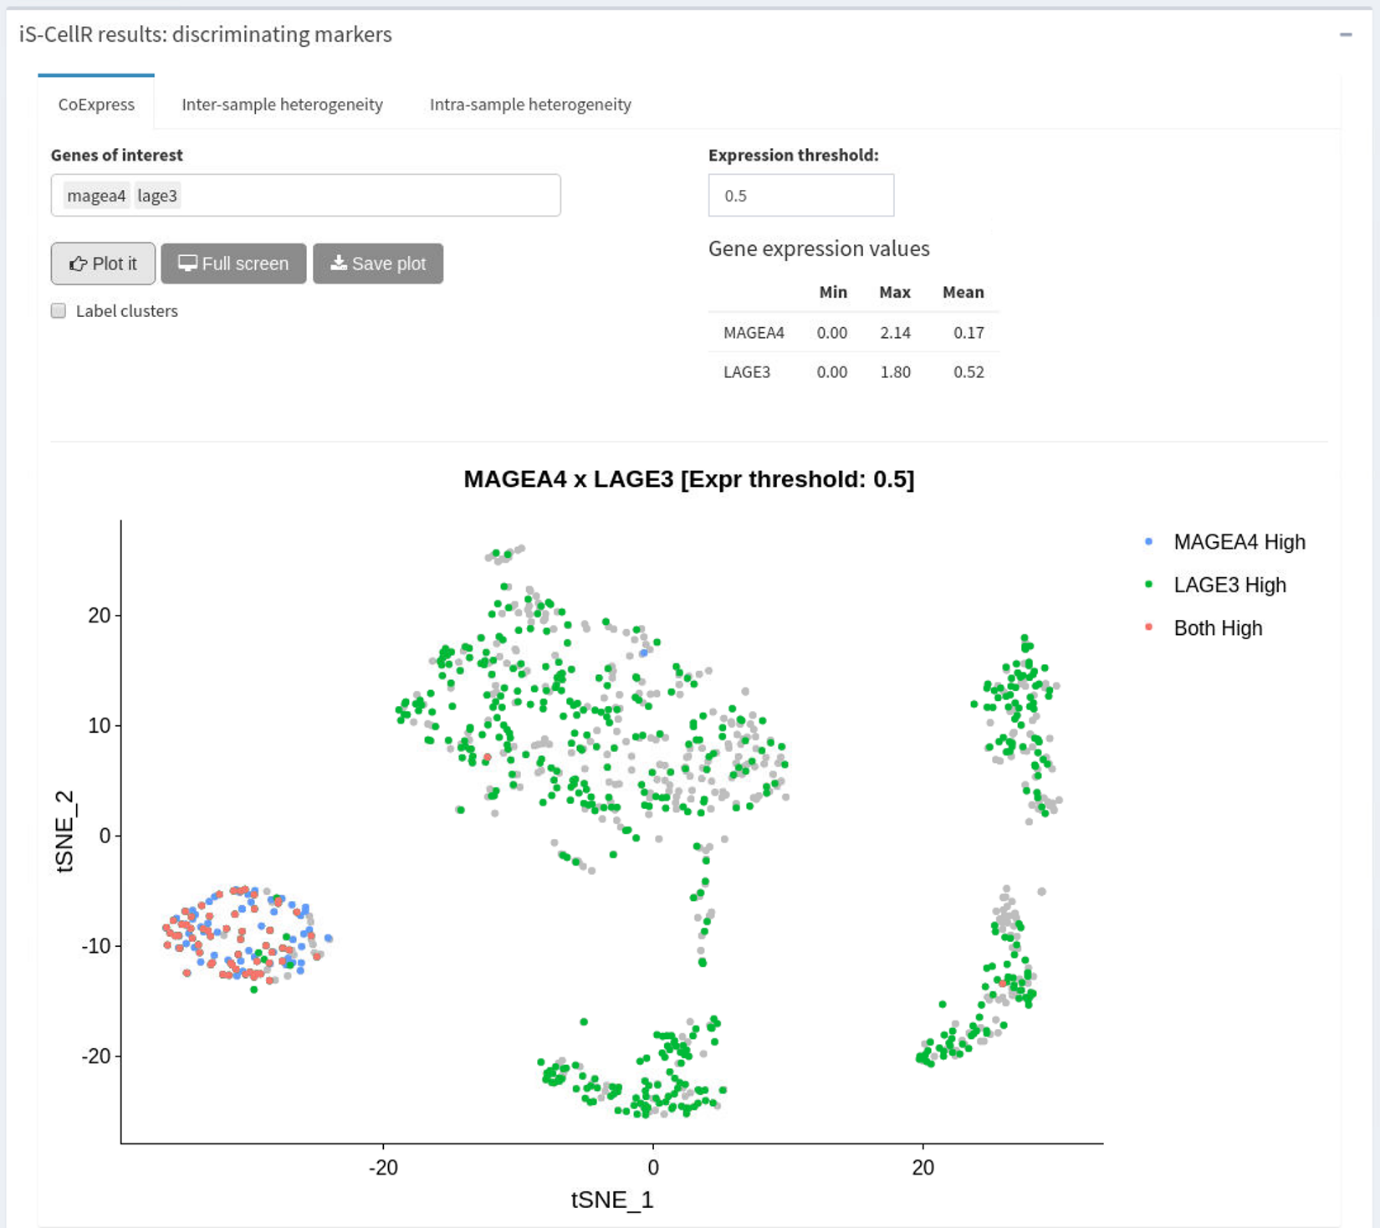 iS-CellR results: discriminating markers
CoExpress Inter-sample heterogeneity Intra-sample heterogeneity
Genes of interest
magea4 lage3
Plot it Full screen Save plot
Label clusters
Expression threshold:
0.5
Gene expression values
Min Max Mean
MAGEA4 0.00 2.14 0.17
LAGE3 0.00 1.80 0.52
MAGEA4 x LAGE3 [Expr threshold: 0.5]
MAGEA4 High
LAGE3 High
Both High
tSNE_2
20
10
0
-10
-20
-20 0 20
tSNE_1